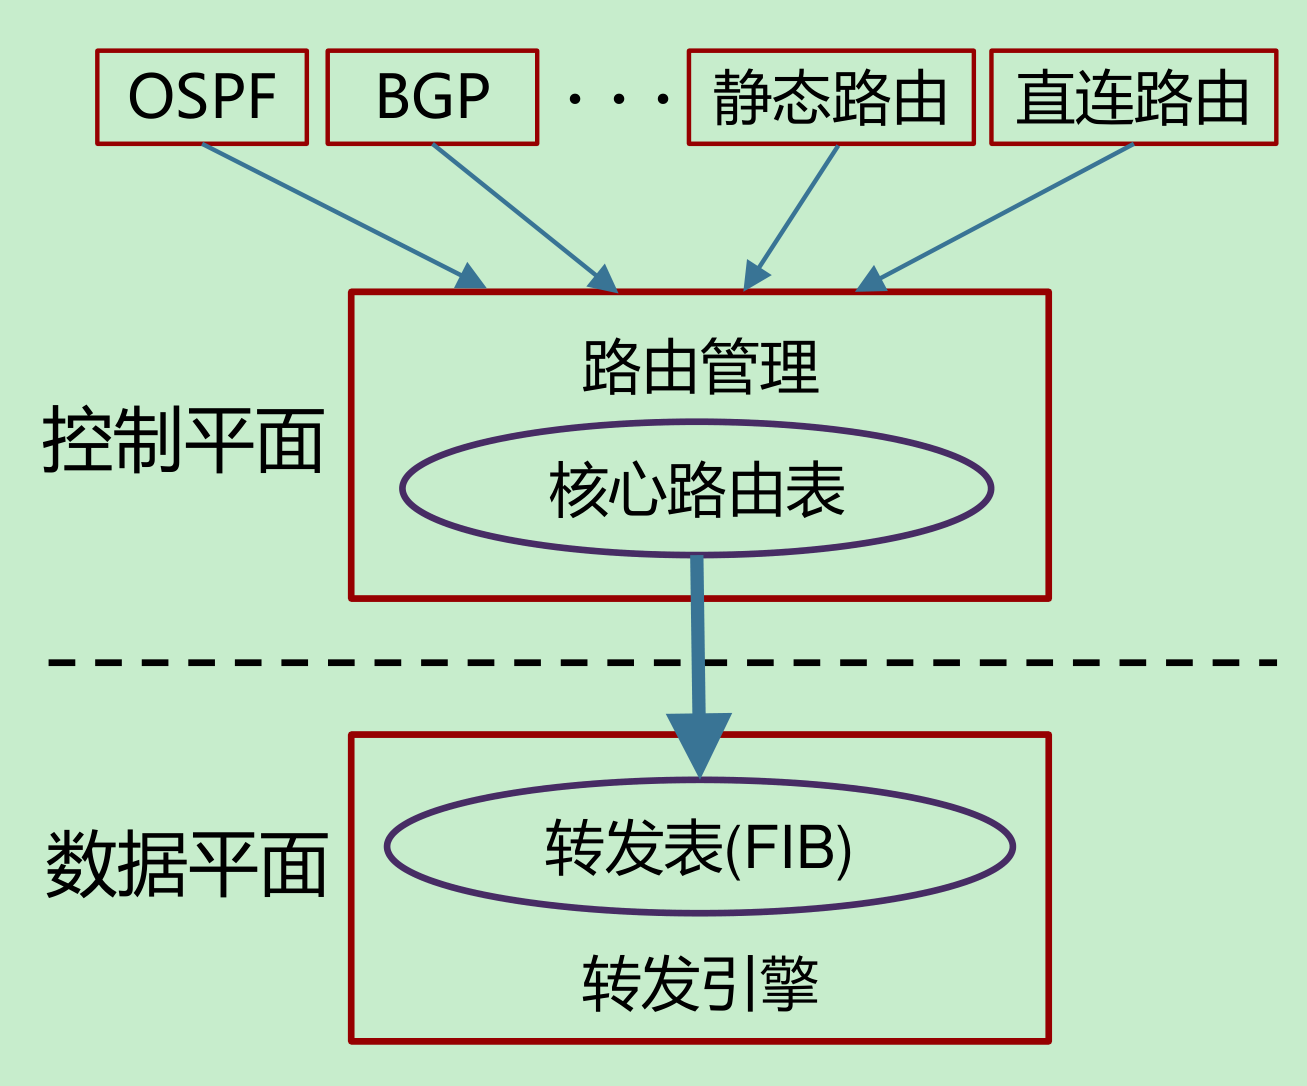 OSPF
BGP
· · ·
静态路由
直连路由
路由管理
控制平面
核心路由表
转发表(FIB)
数据平面
转发引擎